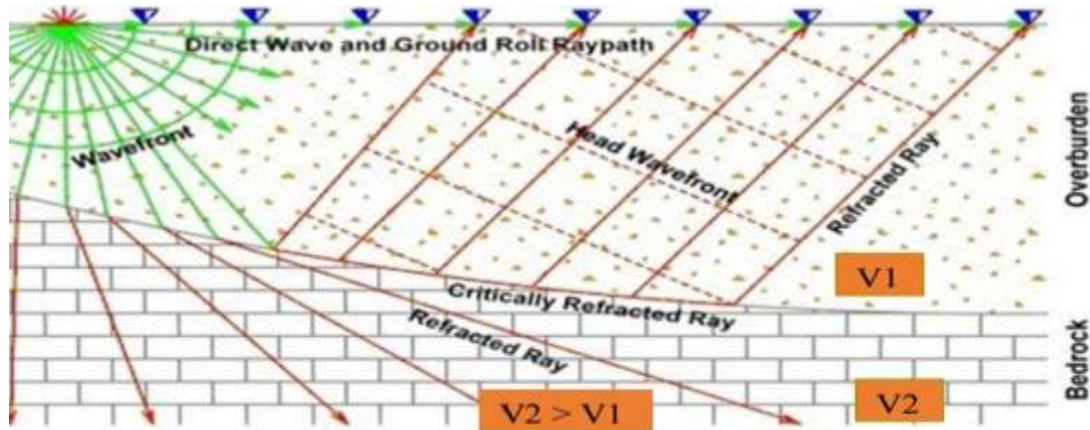 Direct Wave and Ground Roll Raypath
Wavefront
Head Wavefront
Refracted Ray
Overburden
V1
Critically Refracted Ray
Refracted Ray
V2 > V1
V2
Bedrock